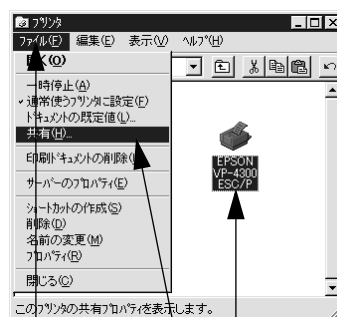 プリンタ
ファイル(F) 編集(E) 表示(V) ヘルプ(H)
開く(O)
一時停止(A)
通常使うプリンタに設定(F)
ドキュメントの既定値(L)...
共有(H)...
印刷ドキュメントの削除
サーバーのプロパティ(E)
ショートカットの作成(S)
削除(D)
名前の変更(M)
プロパティ(R)
閉じる(C)
EPSON
VP-4300
ESC/P
このプリンタの共有プロパティを表示します。